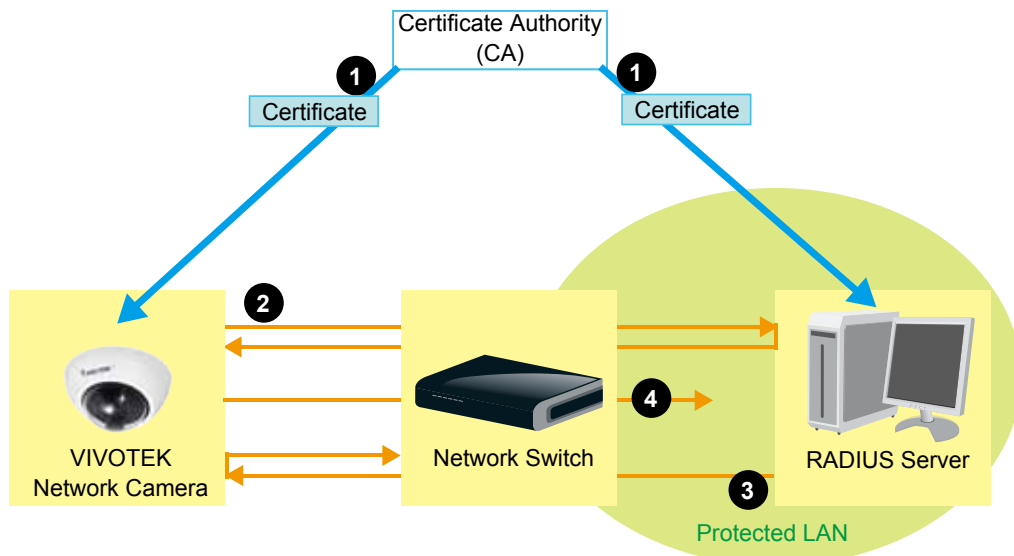 Certificate Authority
(CA)
1
1
Certificate
Certificate
2
4
VIVOTEK
Network Camera
Network Switch
RADIUS Server
3
Protected LAN